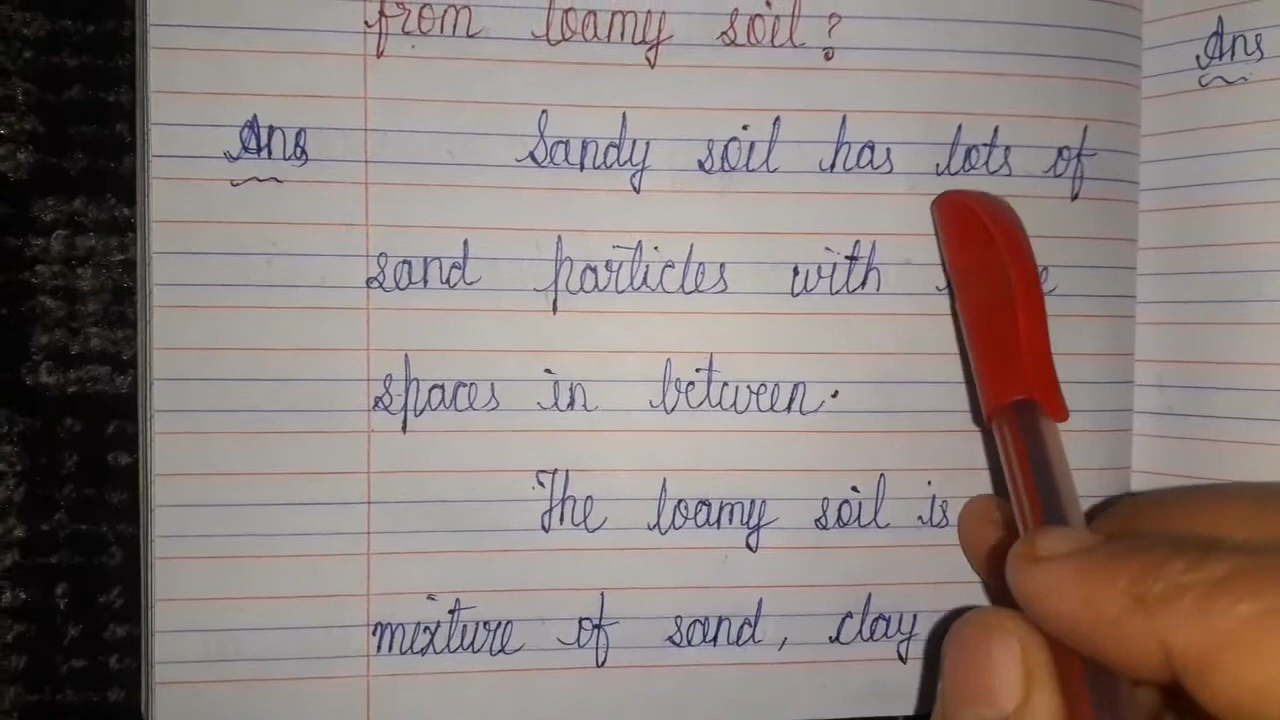 from loamy soil?
Ans Sandy soil has lots of
sand particles with
spaces in between.
The loamy soil is
mixture of sand, clay
Ans